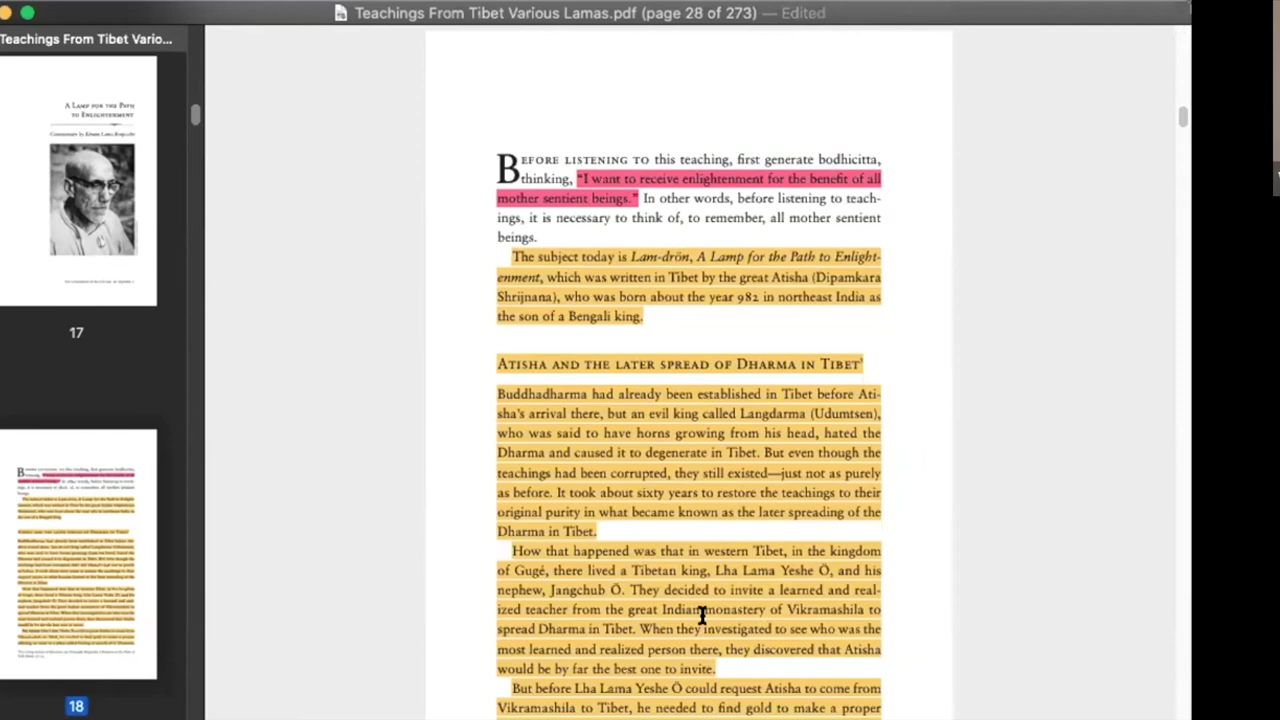 Teachings From Tibet Various Lamas.pdf (page 28 of 273) — Edited
Teachings From Tibet Vario...
A LAMP FOR THE PATH
TO ENLIGHTENMENT
17
18
BEFORE LISTENING TO this teaching, first generate bodhicitta,
thinking, “I want to receive enlightenment for the benefit of all
mother sentient beings.” In other words, before listening to teach-
ings, it is necessary to think of, to remember, all mother sentient
beings.
The subject today is Lam-drön, A Lamp for the Path to Enlight-
enment, which was written in Tibet by the great Atisha (Dipamkara
Shrijnana), who was born about the year 982 in northeast India as
the son of a Bengali king.
ATISHA AND THE LATER SPREAD OF DHARMA IN TIBET¹
Buddhadharma had already been established in Tibet before Ati-
sha’s arrival there, but an evil king called Langdarma (Udumtsen),
who was said to have horns growing from his head, hated the
Dharma and caused it to degenerate in Tibet. But even though the
teachings had been corrupted, they still existed—just not as purely
as before. It took about sixty years to restore the teachings to their
original purity in what became known as the later spreading of the
Dharma in Tibet.
How that happened was that in western Tibet, in the kingdom
of Guge, there lived a Tibetan king, Lha Lama Yeshe Ö, and his
nephew, Jangchub Ö. They decided to invite a learned and real-
ized teacher from the great Indian monastery of Vikramashila to
spread Dharma in Tibet. When they investigated to see who was the
most learned and realized person there, they discovered that Atisha
would be by far the best one to invite.
But before Lha Lama Yeshe Ö could request Atisha to come from
Vikramashila to Tibet, he needed to find gold to make a proper